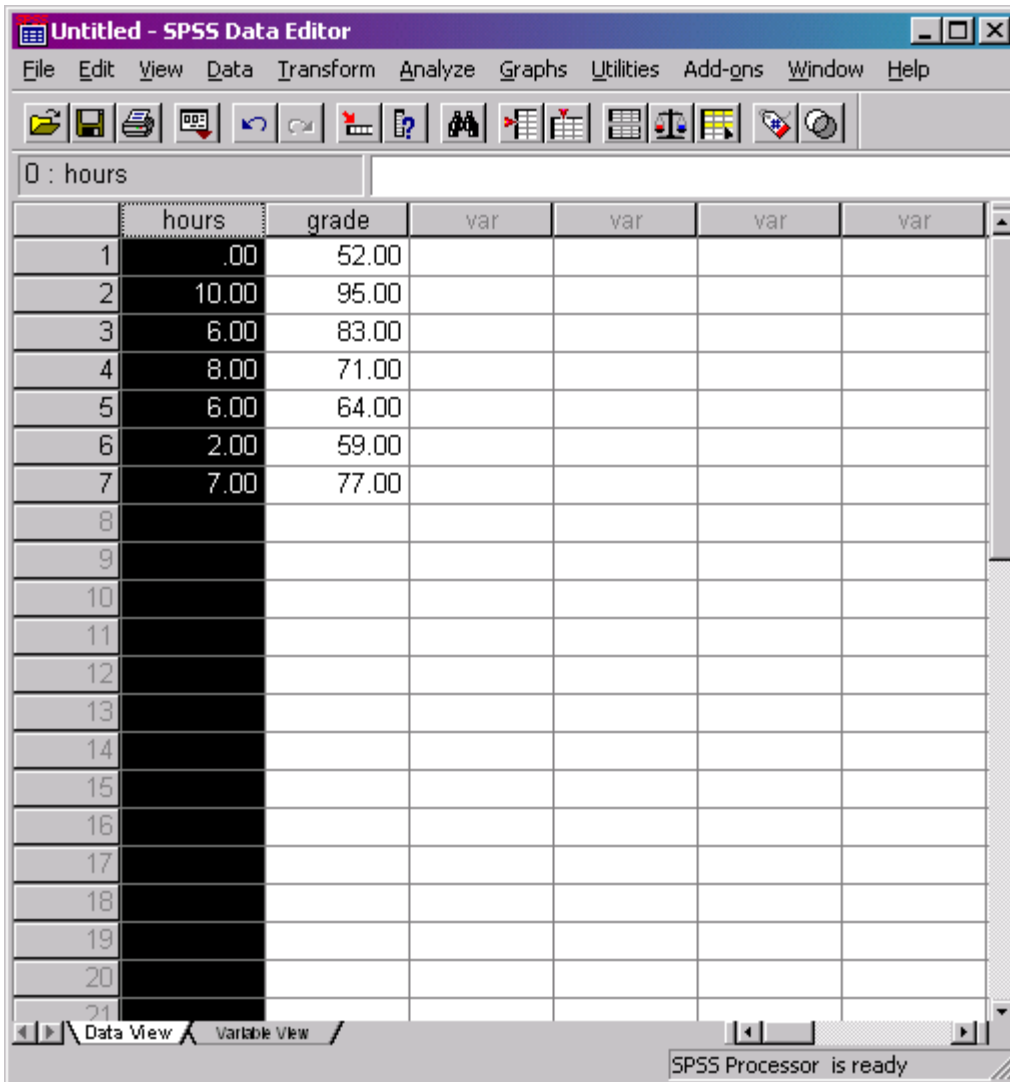 SPSS
Untitled - SPSS Data Editor
File Edit View Data Transform Analyze Graphs Utilities Add-ons Window Help
0 : hours
hours grade var var var var
1 .00 52.00
2 10.00 95.00
3 6.00 83.00
4 8.00 71.00
5 6.00 64.00
6 2.00 59.00
7 7.00 77.00
8
9
10
11
12
13
14
15
16
17
18
19
20
21
Data View Variable View
SPSS Processor is ready